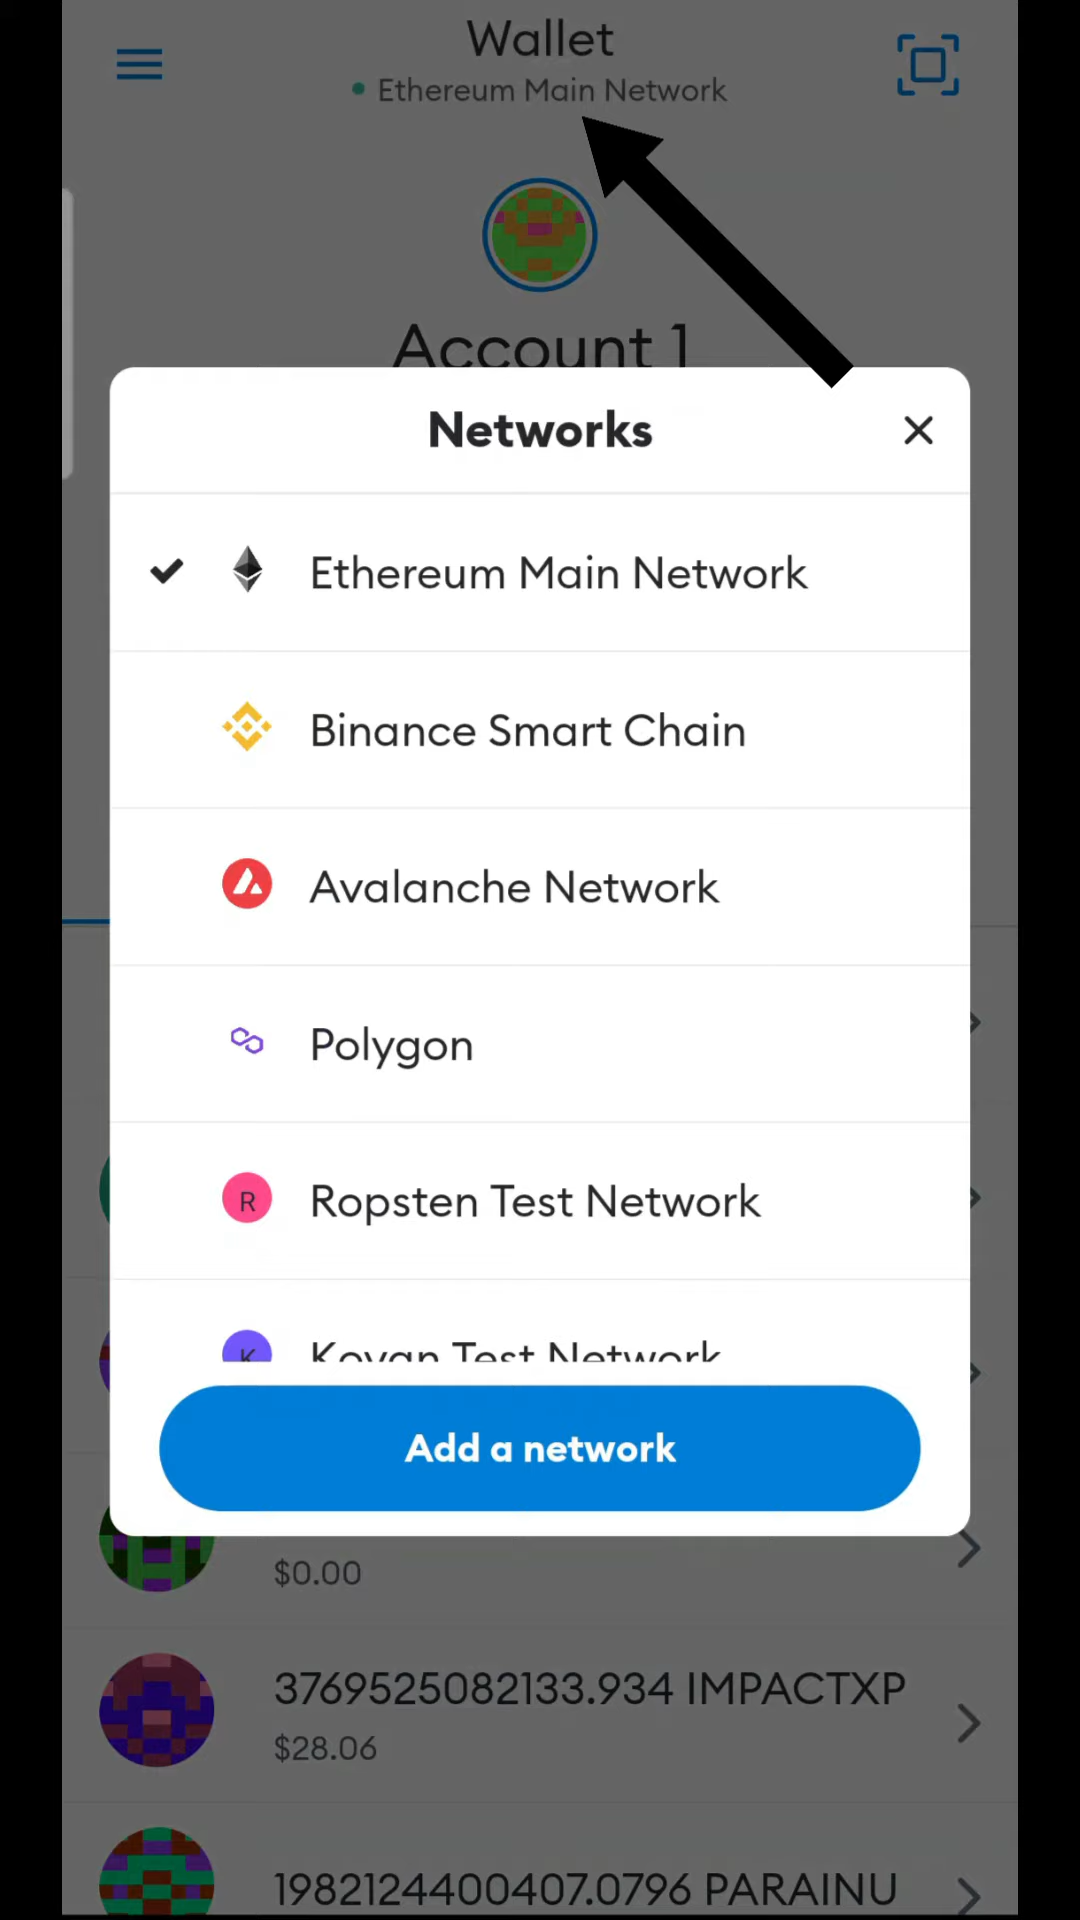 Wallet
Ethereum Main Network
Account 1
Networks
Ethereum Main Network
Binance Smart Chain
Avalanche Network
Polygon
R
Ropsten Test Network
K
Kovan Test Network
Add a network
$0.00
3769525082133.934 IMPACTXP
$28.06
1982124400407.0796 PARAINU